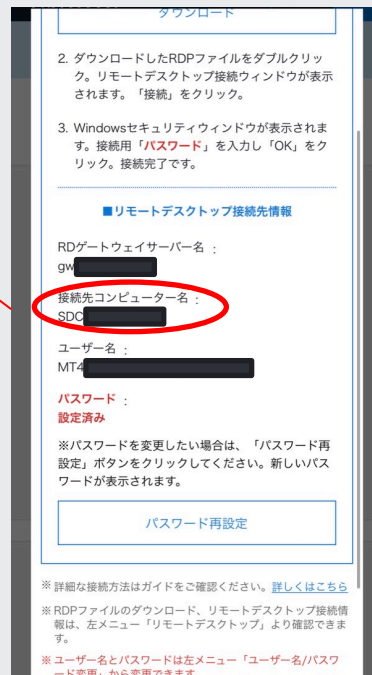 ダウンロード
2. ダウンロードしたRDPファイルをダブルクリッ
ク。リモートデスクトップ接続ウィンドウが表示
されます。「接続」をクリック。
3. Windowsセキュリティウィンドウが表示されま
す。接続用「パスワード」を入力し「OK」をク
リック。接続完了です。
■リモートデスクトップ接続先情報
RDゲートウェイサーバー名 :
gw
接続先コンピューター名 :
SDC
ユーザー名 :
MT4
パスワード :
設定済み
※パスワードを変更したい場合は、「パスワード再
設定」ボタンをクリックしてください。新しいパス
ワードが表示されます。
パスワード再設定
※ 詳細な接続方法はガイドをご確認ください。詳しくはこちら
※ RDPファイルのダウンロード、リモートデスクトップ接続情
報は、左メニュー「リモートデスクトップ」より確認できま
す。
※ ユーザー名とパスワードは左メニュー「ユーザー名/パスワ
ード変更」から変更できます